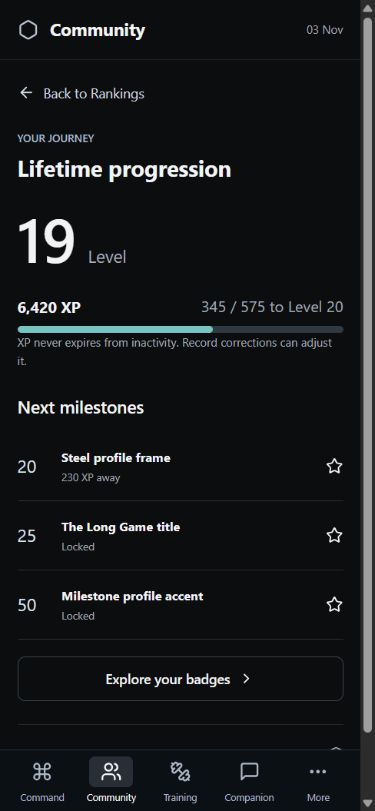 Community
03 Nov
Back to Rankings
YOUR JOURNEY
Lifetime progression
19 Level
6,420 XP
345 / 575 to Level 20
XP never expires from inactivity. Record corrections can adjust
it.
Next milestones
20
Steel profile frame
230 XP away
25
The Long Game title
Locked
50
Milestone profile accent
Locked
Explore your badges
Command
Community
Training
Companion
More